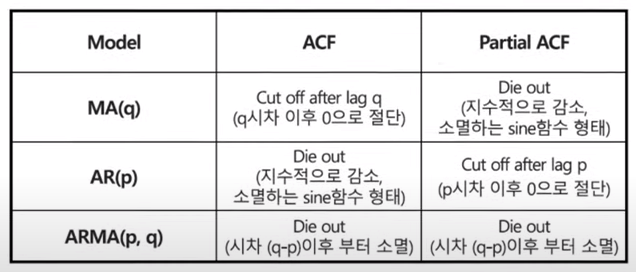 Model
ACF
Partial ACF
MA(q)
Cut off after lag q
(q시차 이후 0으로 절단)
Die out
(지수적으로 감소,
소멸하는 sine함수 형태)
AR(p)
Die out
(지수적으로 감소,
소멸하는 sine함수 형태)
Cut off after lag p
(p시차 이후 0으로 절단)
ARMA(p, q)
Die out
(시차 (q-p)이후 부터 소멸)
Die out
(시차 (q-p)이후 부터 소멸)